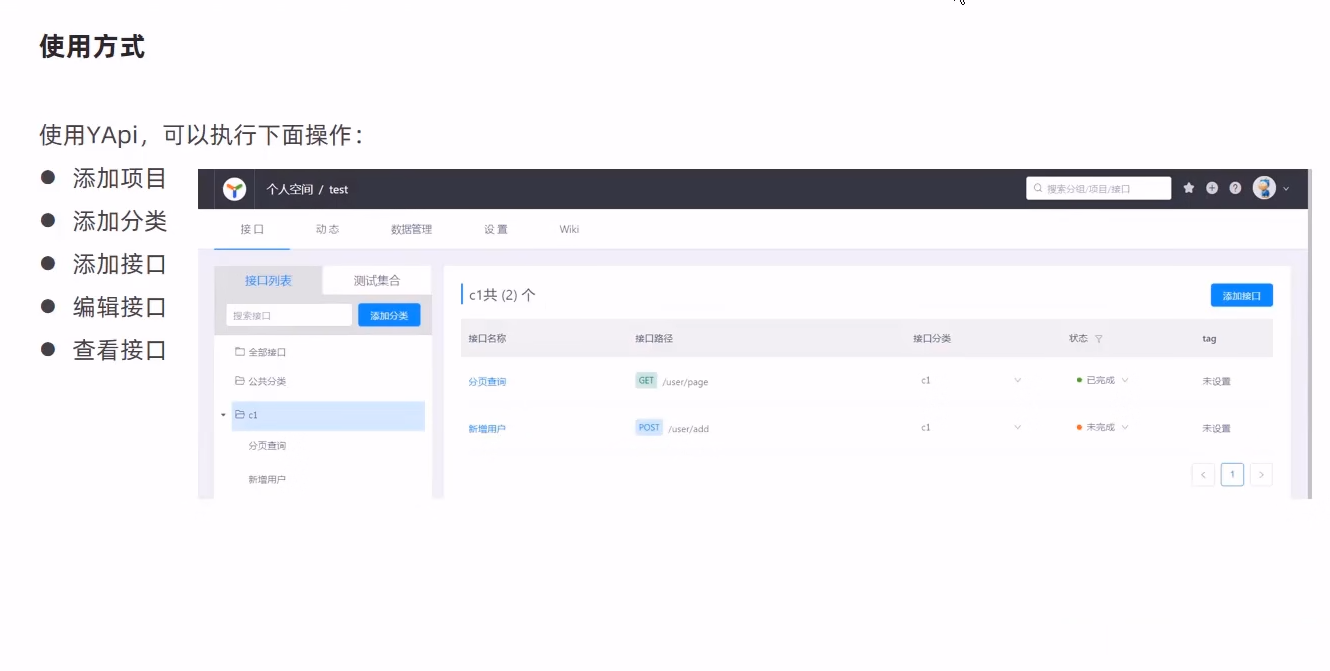 使用方式
使用YApi，可以执行下面操作：
● 添加项目
● 添加分类
● 添加接口
● 编辑接口
● 查看接口
个人空间 / test
搜索分组/项目/接口
接口 动态 数据管理 设置 Wiki
接口列表 测试集合
搜索接口 添加分类
全部接口
公共分类
c1
分页查询
新增用户
c1共 (2) 个
添加接口
接口名称 接口路径 接口分类 状态 tag
分页查询 GET /user/page c1 已完成 未设置
新增用户 POST /user/add c1 未完成 未设置
< 1 >